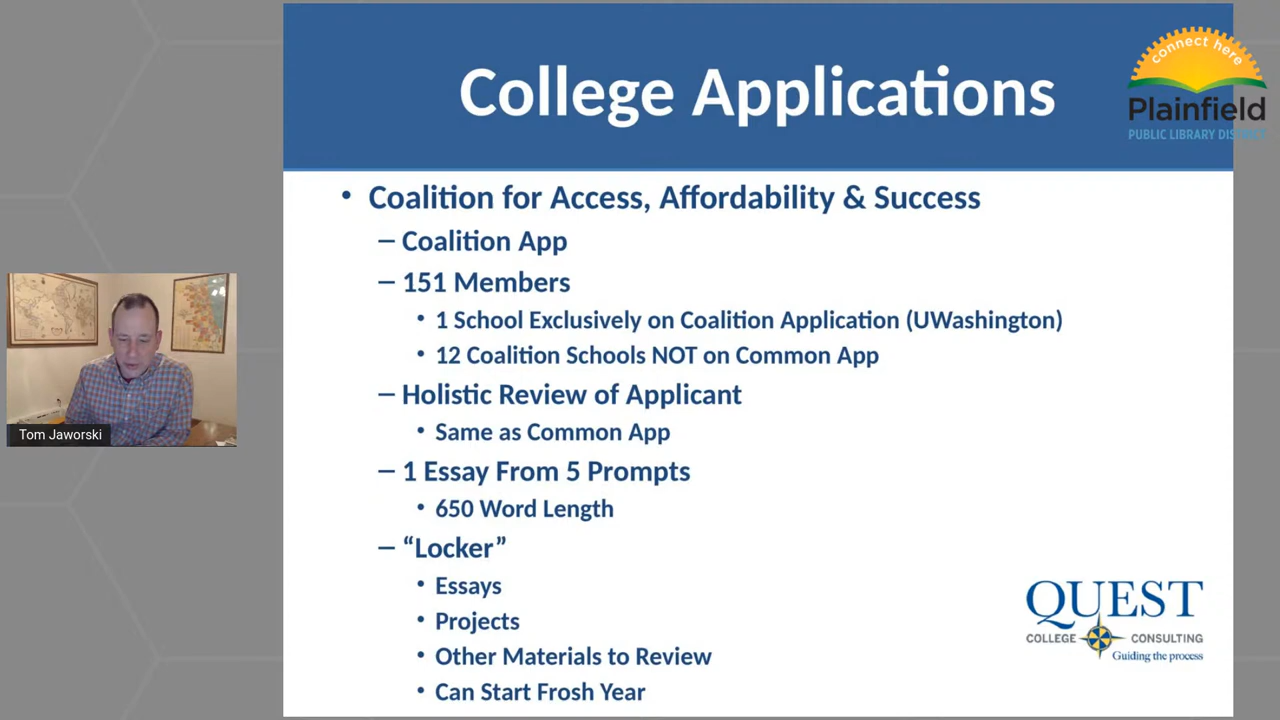 College Applications
connect here
Plainfield
PUBLIC LIBRARY DISTRICT
• Coalition for Access, Affordability & Success
– Coalition App
– 151 Members
• 1 School Exclusively on Coalition Application (UWashington)
• 12 Coalition Schools NOT on Common App
– Holistic Review of Applicant
• Same as Common App
– 1 Essay From 5 Prompts
• 650 Word Length
– “Locker”
• Essays
• Projects
• Other Materials to Review
• Can Start Frosh Year
Tom Jaworski
QUEST
COLLEGE CONSULTING
Guiding the process